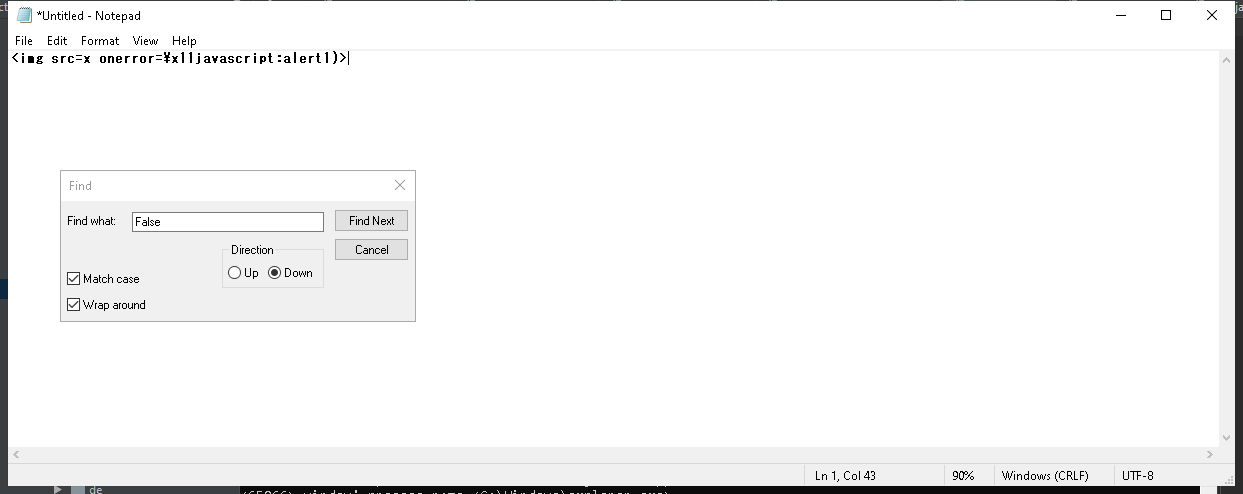 *Untitled - Notepad
File Edit Format View Help
<img src=x onerror=¥x11javascript:alert1)>
Find
Find what: False Find Next
Direction Cancel
Up Down
Match case
Wrap around
Ln 1, Col 43 90% Windows (CRLF) UTF-8
de